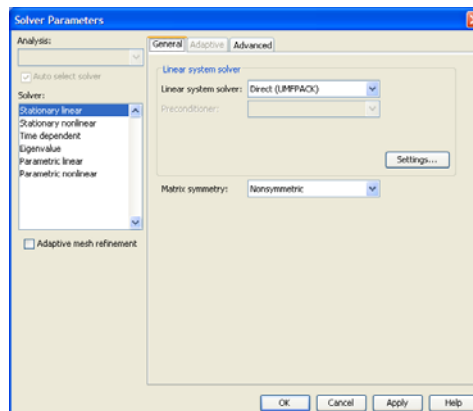 Solver Parameters
Analysis:
Auto select solver
Solver:
Stationary linear
Stationary nonlinear
Time dependent
Eigenvalue
Parametric linear
Parametric nonlinear
Adaptive mesh refinement
General Adaptive Advanced
Linear system solver
Linear system solver: Direct (UMFPACK)
Preconditioner:
Settings...
Matrix symmetry: Nonsymmetric
OK Cancel Apply Help